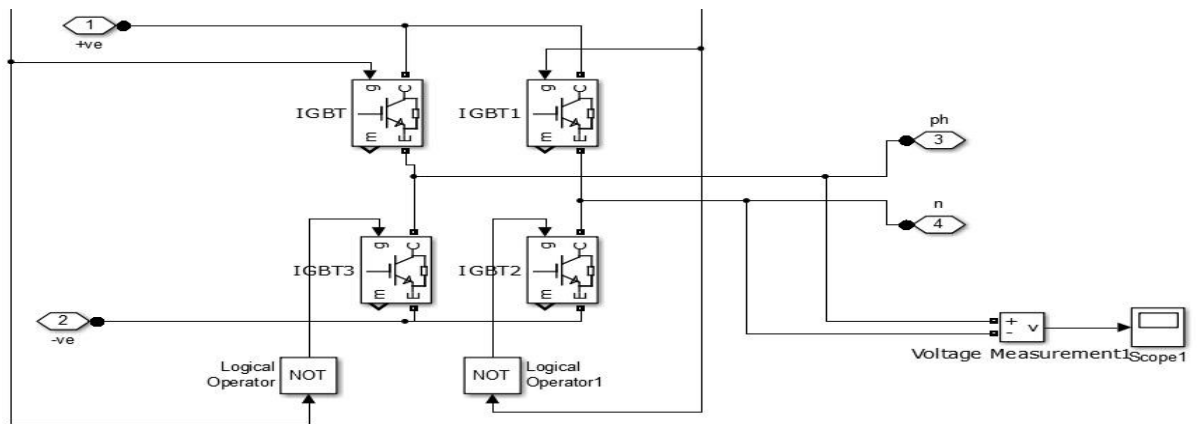 1
+ve
g
C
IGBT
m
E
g
C
IGBT1
m
E
ph
3
n
4
g
C
IGBT3
m
E
g
C
IGBT2
m
E
2
-ve
Logical
Operator
NOT
NOT
Logical
Operator1
+
-
v
Voltage Measurement1
Scope1